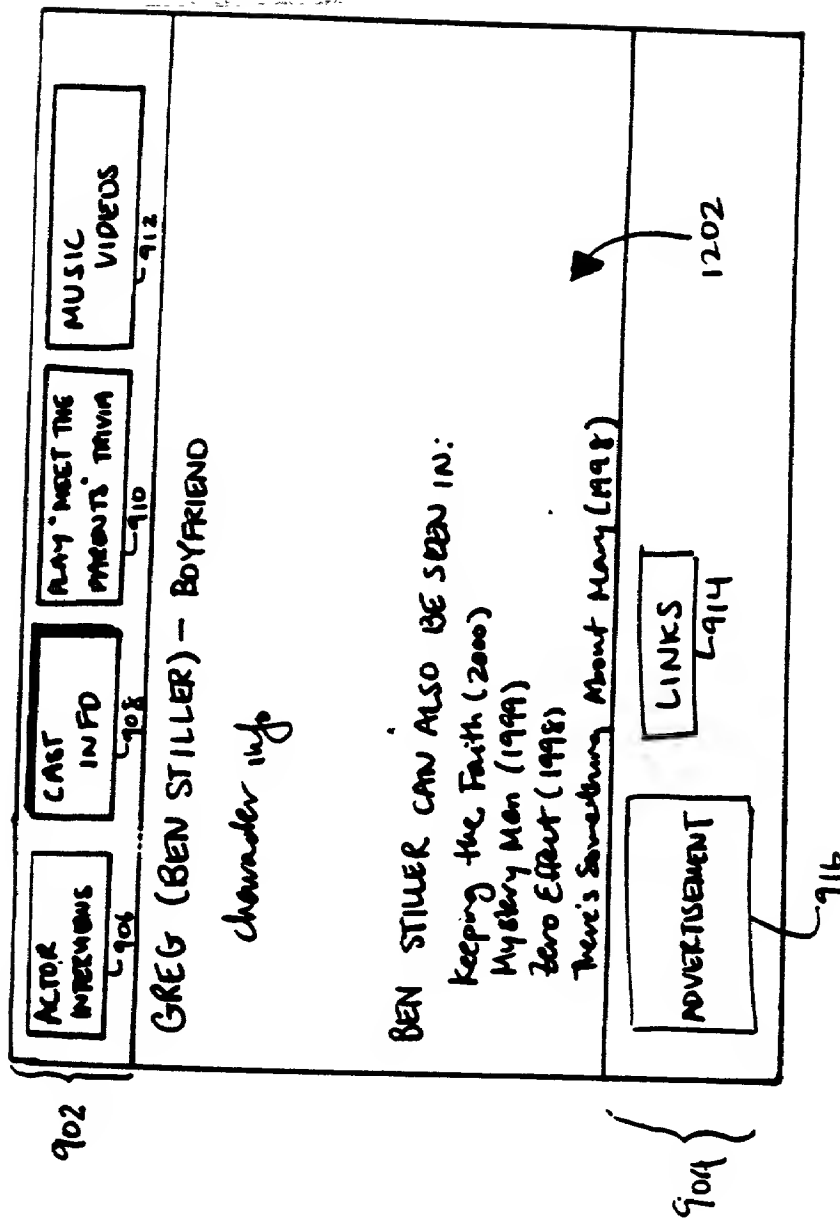 902
ACTOR
INTERVIEWS
906
CAST
INFO
908
PLAY "MEET THE
PARENTS" TRIVIA
910
MUSIC
VIDEOS
912
GREG (BEN STILLER) – BOYFRIEND
character info
BEN STILLER CAN ALSO BE SEEN IN:
Keeping the Faith (2000)
Mystery Men (1999)
Zero Effect (1998)
There's Something About Mary (1998)
1202
904
ADVERTISEMENT
916
LINKS
914